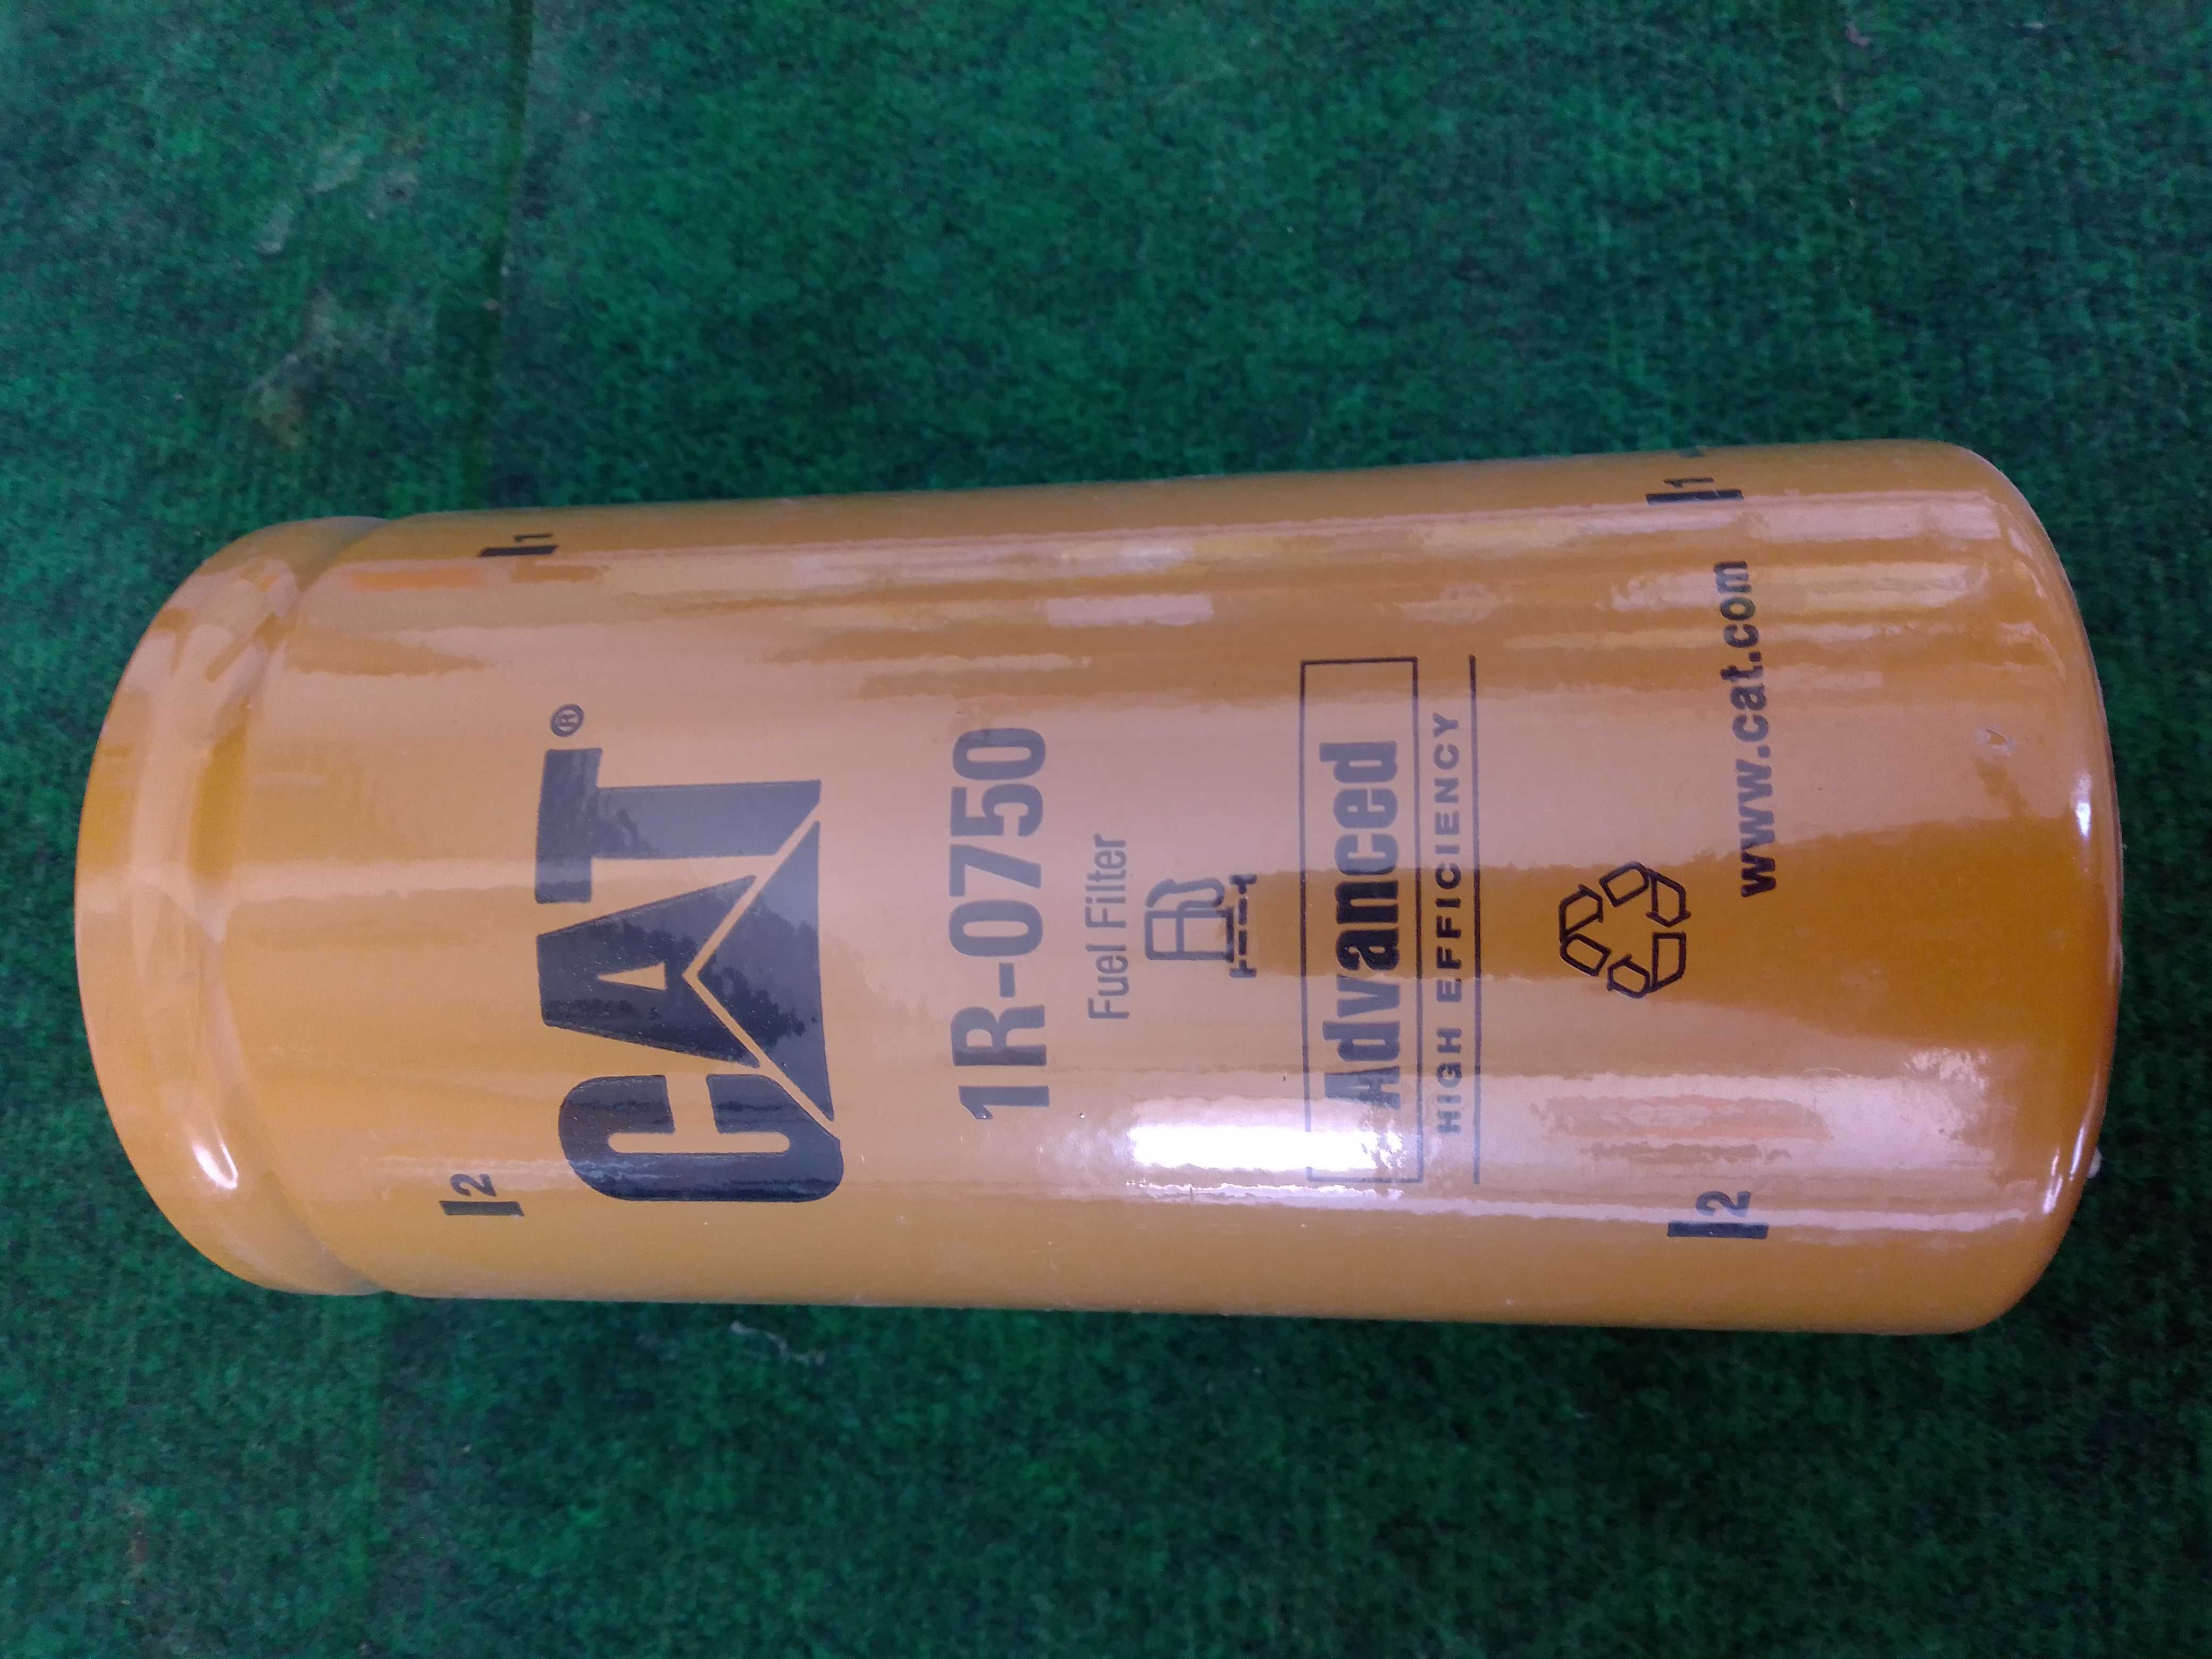 1
2
CAT®
1R-0750
Fuel Filter
Advanced
HIGH EFFICIENCY
www.cat.com
1
2